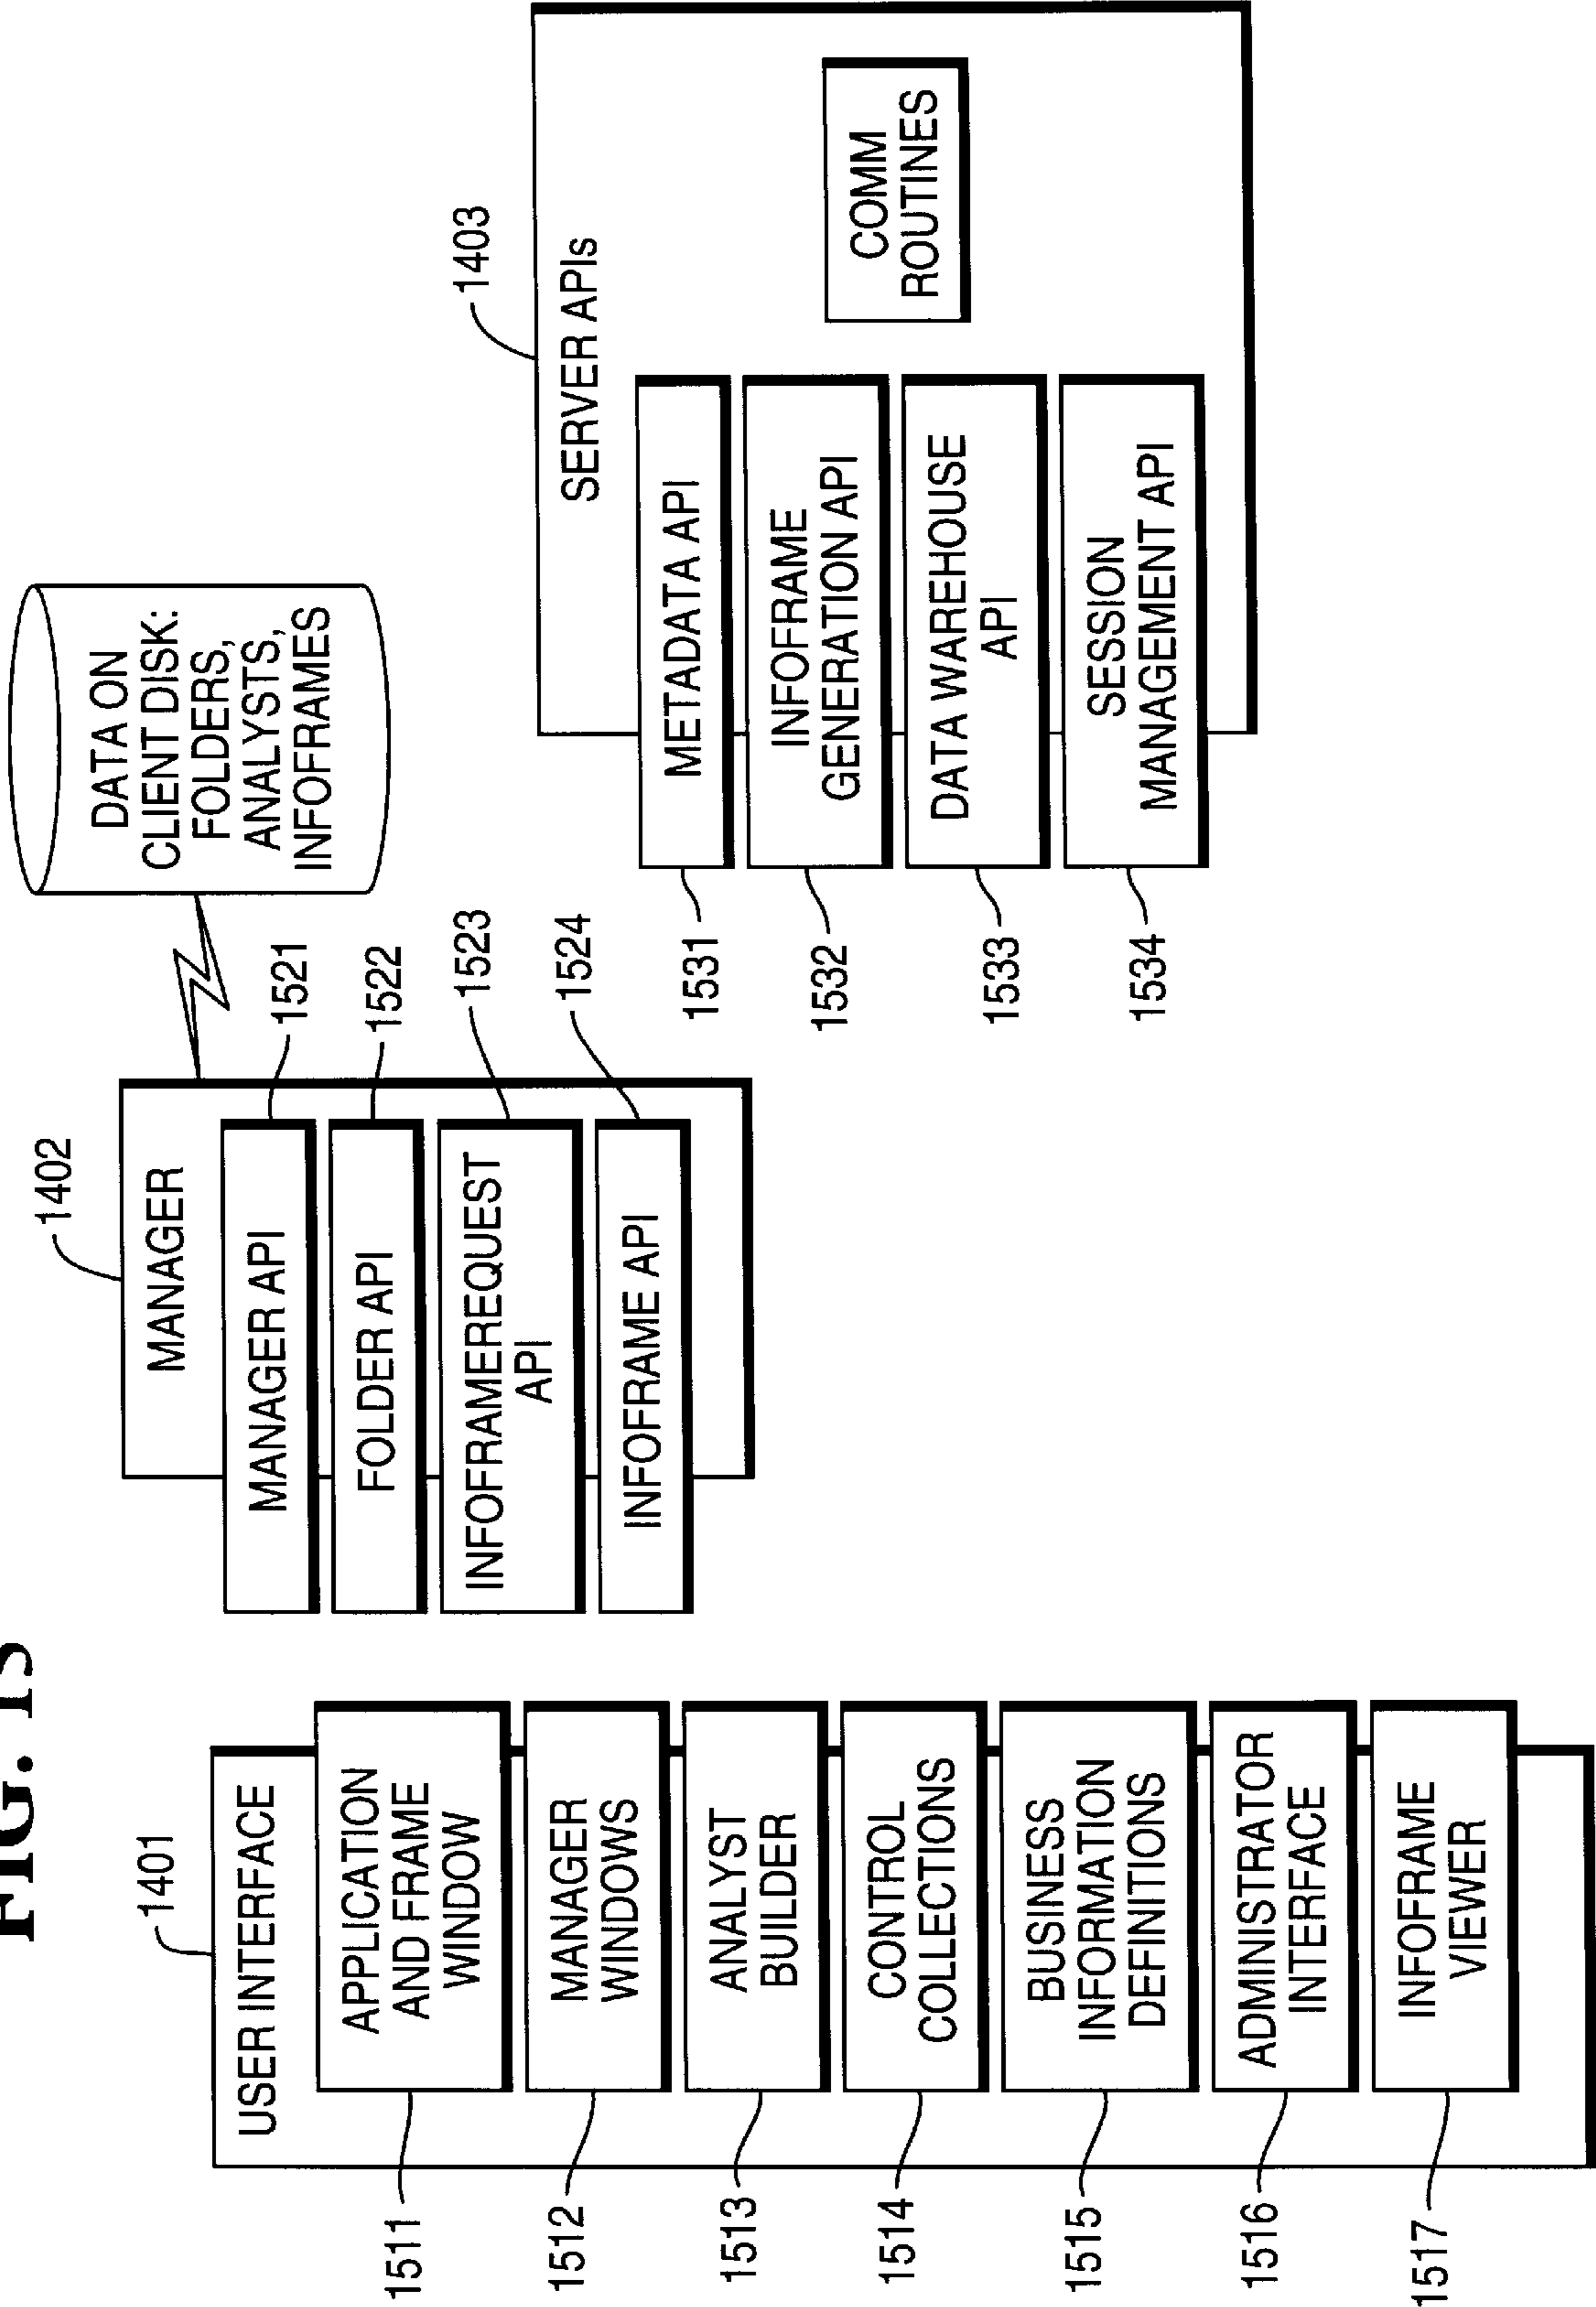 FIG. 15
1401
USER INTERFACE
APPLICATION
AND FRAME
WINDOW
1511
MANAGER
WINDOWS
1512
ANALYST
BUILDER
1513
CONTROL
COLLECTIONS
1514
BUSINESS
INFORMATION
DEFINITIONS
1515
ADMINISTRATOR
INTERFACE
1516
INFOFRAME
VIEWER
1517
1402
MANAGER
MANAGER API
1521
FOLDER API
1522
INFOFRAMEREQUEST
API
1523
INFOFRAME API
1524
DATA ON
CLIENT DISK:
FOLDERS,
ANALYSTS,
INFOFRAMES
1403
SERVER APIs
METADATA API
1531
INFOFRAME
GENERATION API
1532
DATA WAREHOUSE
API
1533
SESSION
MANAGEMENT API
1534
COMM
ROUTINES